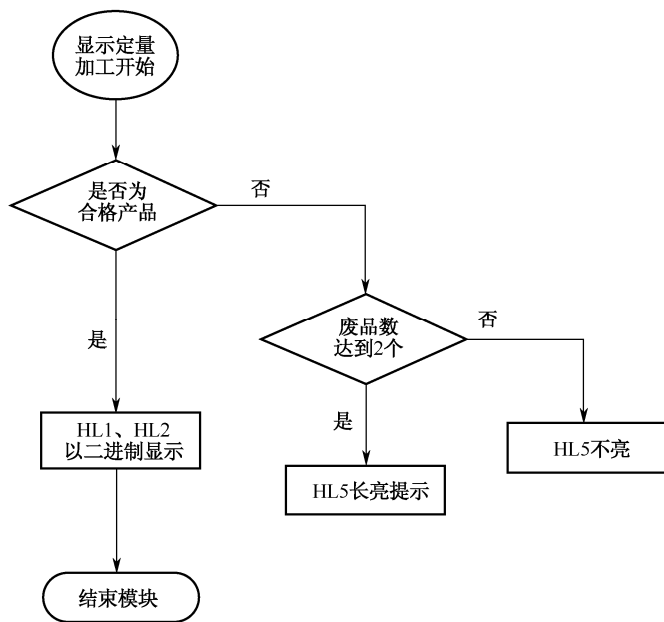 显示定量
加工开始
是否为
合格产品
否
是
废品数
达到2个
否
是
HL1、HL2
以二进制显示
HL5不亮
HL5长亮提示
结束模块